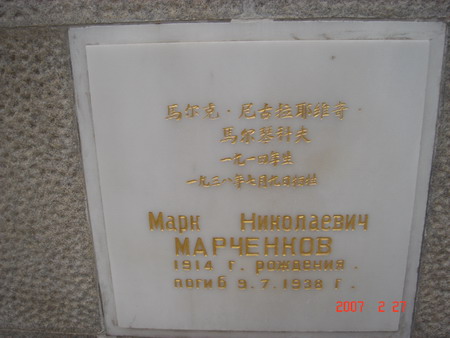 馬尔克·尼古拉耶维奇
馬尔琴科夫
一九一四年生
一九三八年七月九日牺牲
Марк Николаевич
МАРЧЕНКОВ
1914 г. рождения.
погиб 9.7.1938 г.
2007 2 27